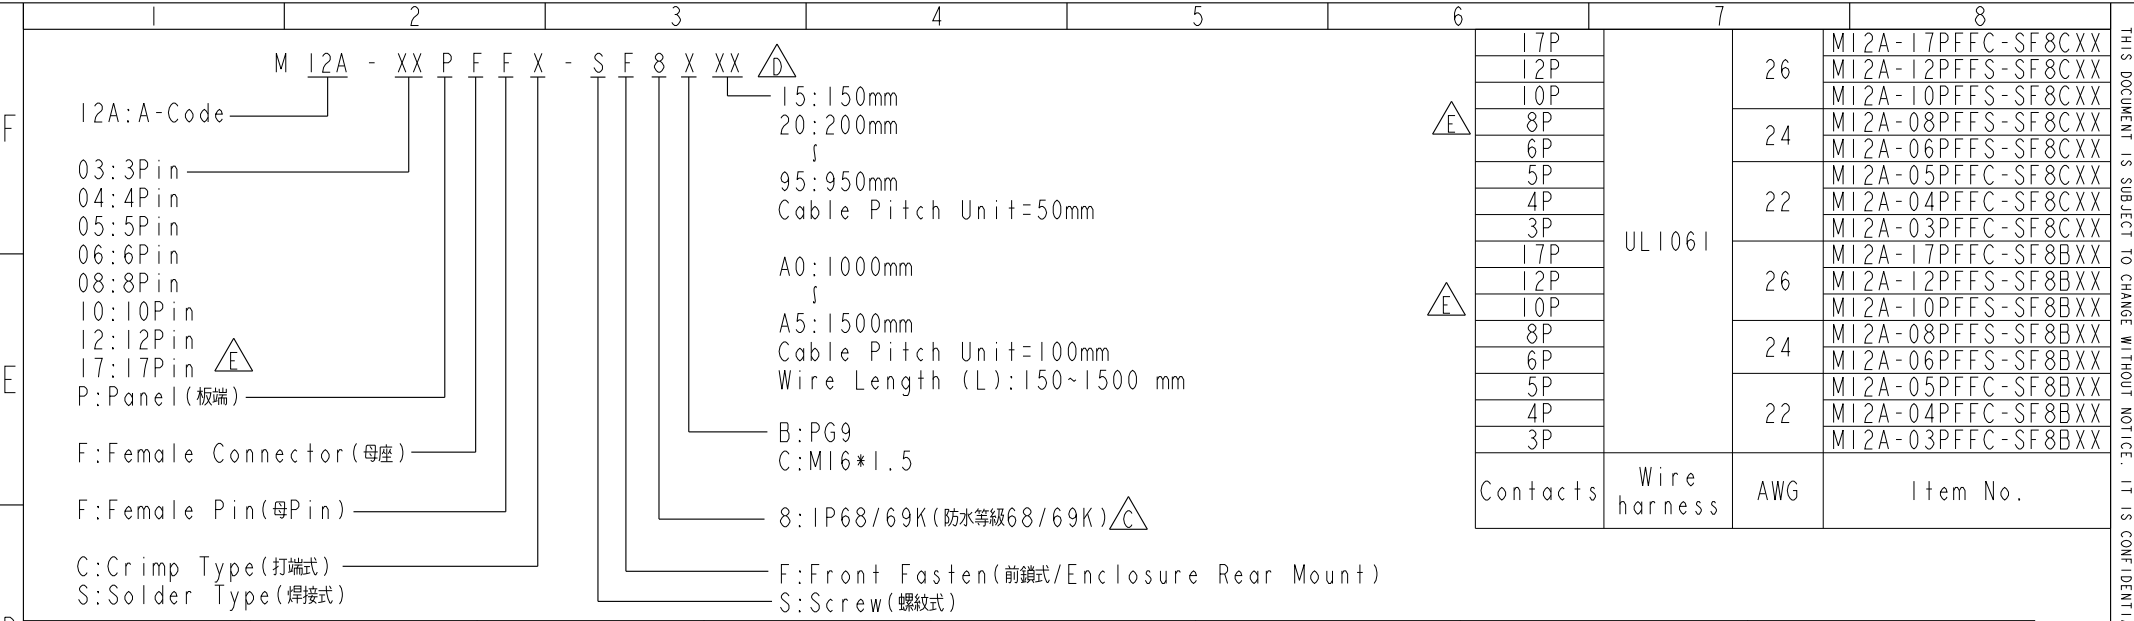 1 2 3 4 5 6 7 8
M 12A - XX P F F X - S F 8 X XX D
12A:A-Code
03:3Pin
04:4Pin
05:5Pin
06:6Pin
08:8Pin
10:10Pin
12:12Pin
17:17Pin E
P:Panel(板端)
F:Female Connector(母座)
F:Female Pin(母Pin)
C:Crimp Type(打端式)
S:Solder Type(焊接式)
15:150mm
20:200mm
∫
95:950mm
Cable Pitch Unit=50mm
A0:1000mm
∫
A5:1500mm
Cable Pitch Unit=100mm
Wire Length (L):150~1500 mm
B:PG9
C:M16*1.5
8:IP68/69K(防水等級68/69K) C
F:Front Fasten(前鎖式/Enclosure Rear Mount)
S:Screw(螺紋式)
17P M12A-17PFFC-SF8CXX
12P 26 M12A-12PFFS-SF8CXX
10P M12A-10PFFS-SF8CXX
E 8P M12A-08PFFS-SF8CXX
24
6P M12A-06PFFS-SF8CXX
5P M12A-05PFFC-SF8CXX
4P 22 M12A-04PFFC-SF8CXX
3P M12A-03PFFC-SF8CXX
UL1061
17P M12A-17PFFC-SF8BXX
12P 26 M12A-12PFFS-SF8BXX
E 10P M12A-10PFFS-SF8BXX
8P M12A-08PFFS-SF8BXX
24
6P M12A-06PFFS-SF8BXX
5P M12A-05PFFC-SF8BXX
4P 22 M12A-04PFFC-SF8BXX
3P M12A-03PFFC-SF8BXX
Contacts Wire harness AWG Item No.
F
E
THIS DOCUMENT IS SUBJECT TO CHANGE WITHOUT NOTICE. IT IS